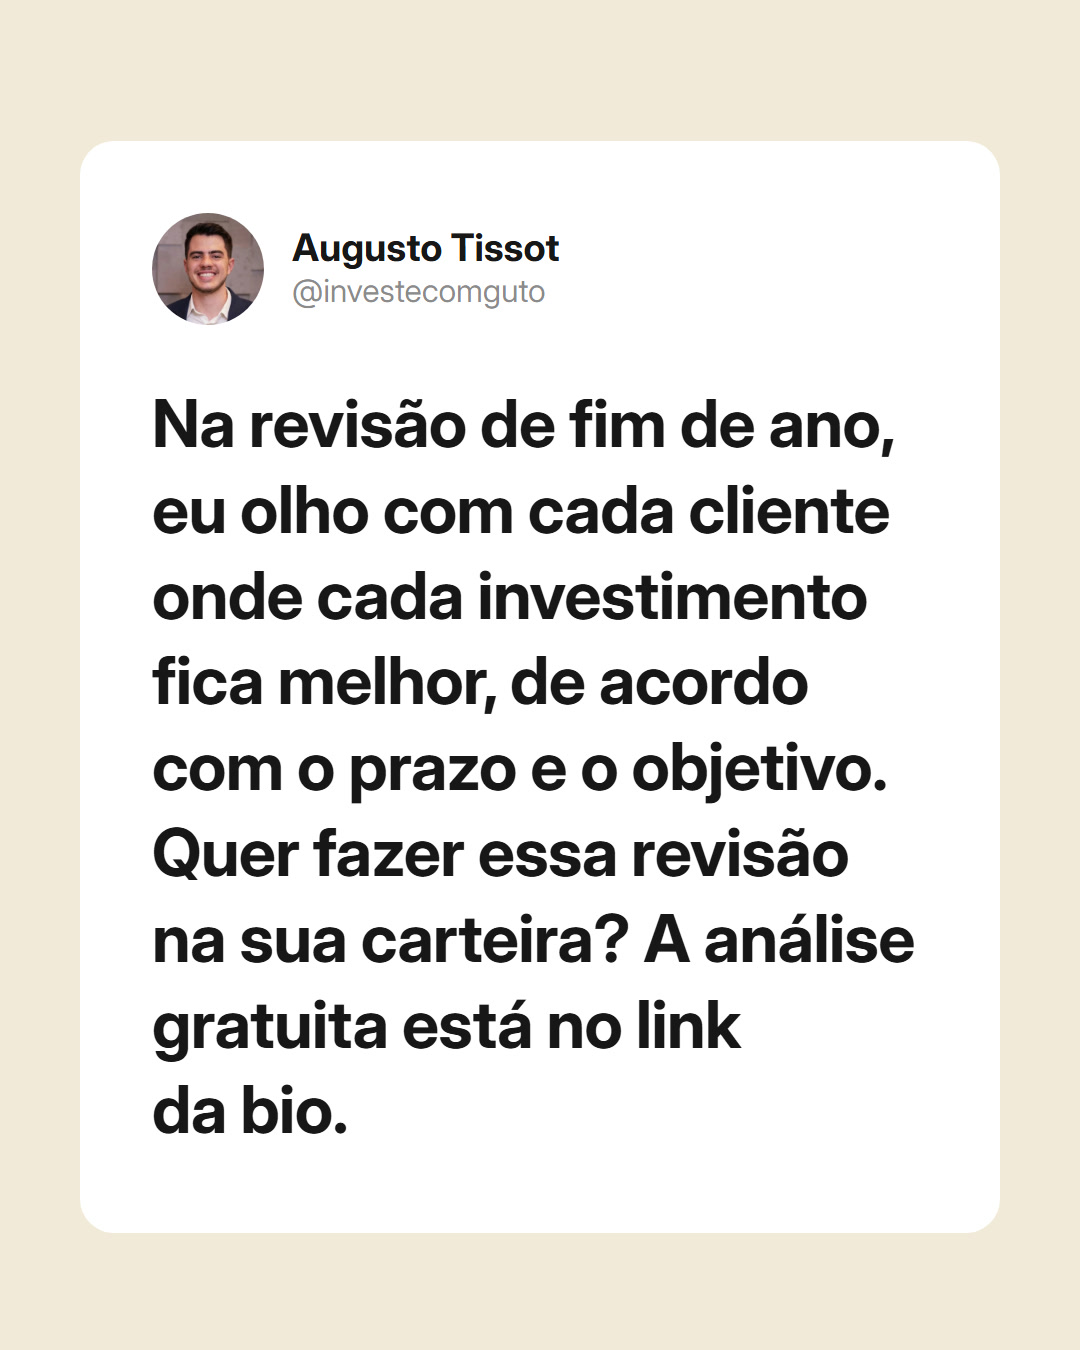 Augusto Tissot
@investecomguto
Na revisão de fim de ano,
eu olho com cada cliente
onde cada investimento
fica melhor, de acordo
com o prazo e o objetivo.
Quer fazer essa revisão
na sua carteira? A análise
gratuita está no link
da bio.